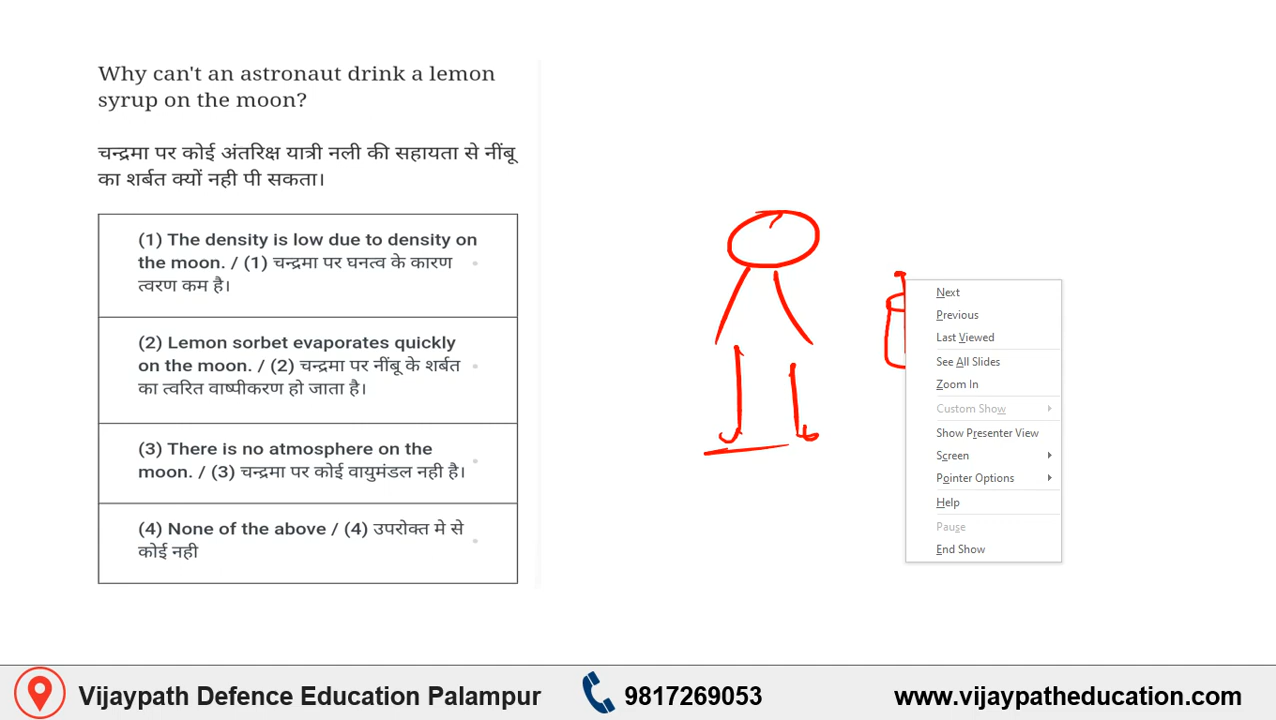 Why can't an astronaut drink a lemon
syrup on the moon?
चन्द्रमा पर कोई अंतरिक्ष यात्री नली की सहायता से नींबू
का शर्बत क्यों नही पी सकता।
(1) The density is low due to density on
the moon. / (1) चन्द्रमा पर घनत्व के कारण
त्वरण कम है।
(2) Lemon sorbet evaporates quickly
on the moon. / (2) चन्द्रमा पर नींबू के शर्बत
का त्वरित वाष्पीकरण हो जाता है।
(3) There is no atmosphere on the
moon. / (3) चन्द्रमा पर कोई वायुमंडल नही है।
(4) None of the above / (4) उपरोक्त मे से
कोई नही
Next
Previous
Last Viewed
See All Slides
Zoom In
Custom Show
Show Presenter View
Screen
Pointer Options
Help
Pause
End Show
Vijaypath Defence Education Palampur
9817269053
www.vijaypatheducation.com